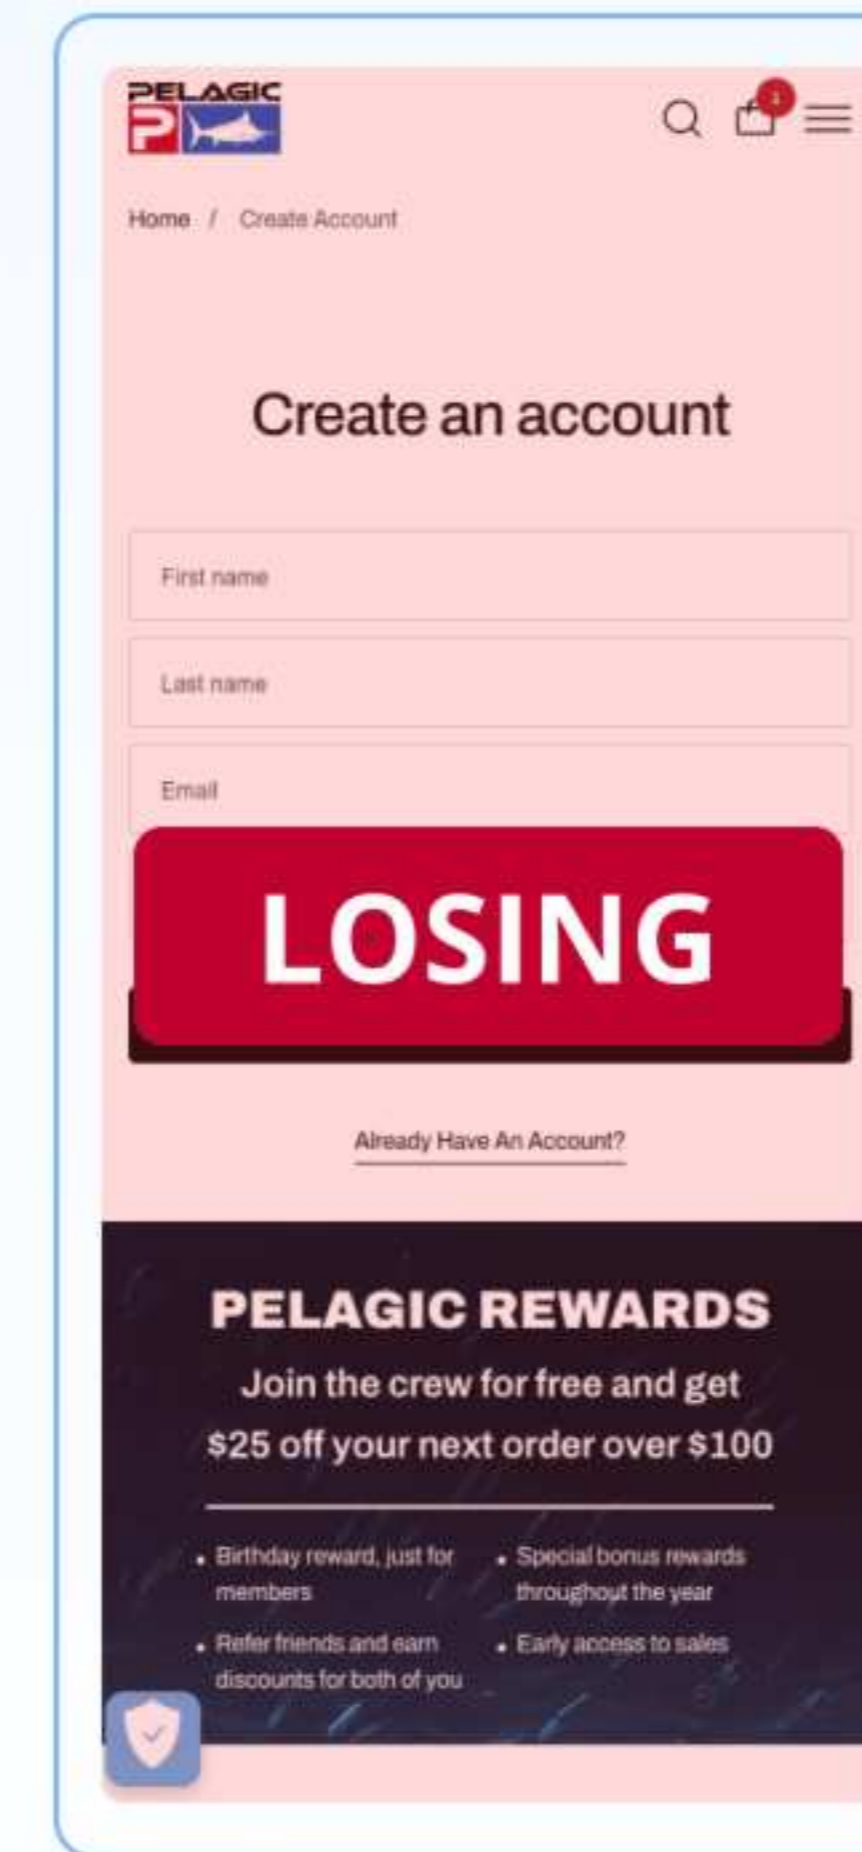 PELAGIC
P
Home / Create Account
Create an account
First name
Last name
Email
LOSING
Already Have An Account?
PELAGIC REWARDS
Join the crew for free and get
$25 off your next order over $100
• Birthday reward, just for members
• Special bonus rewards throughout the year
• Refer friends and earn discounts for both of you
• Early access to sales